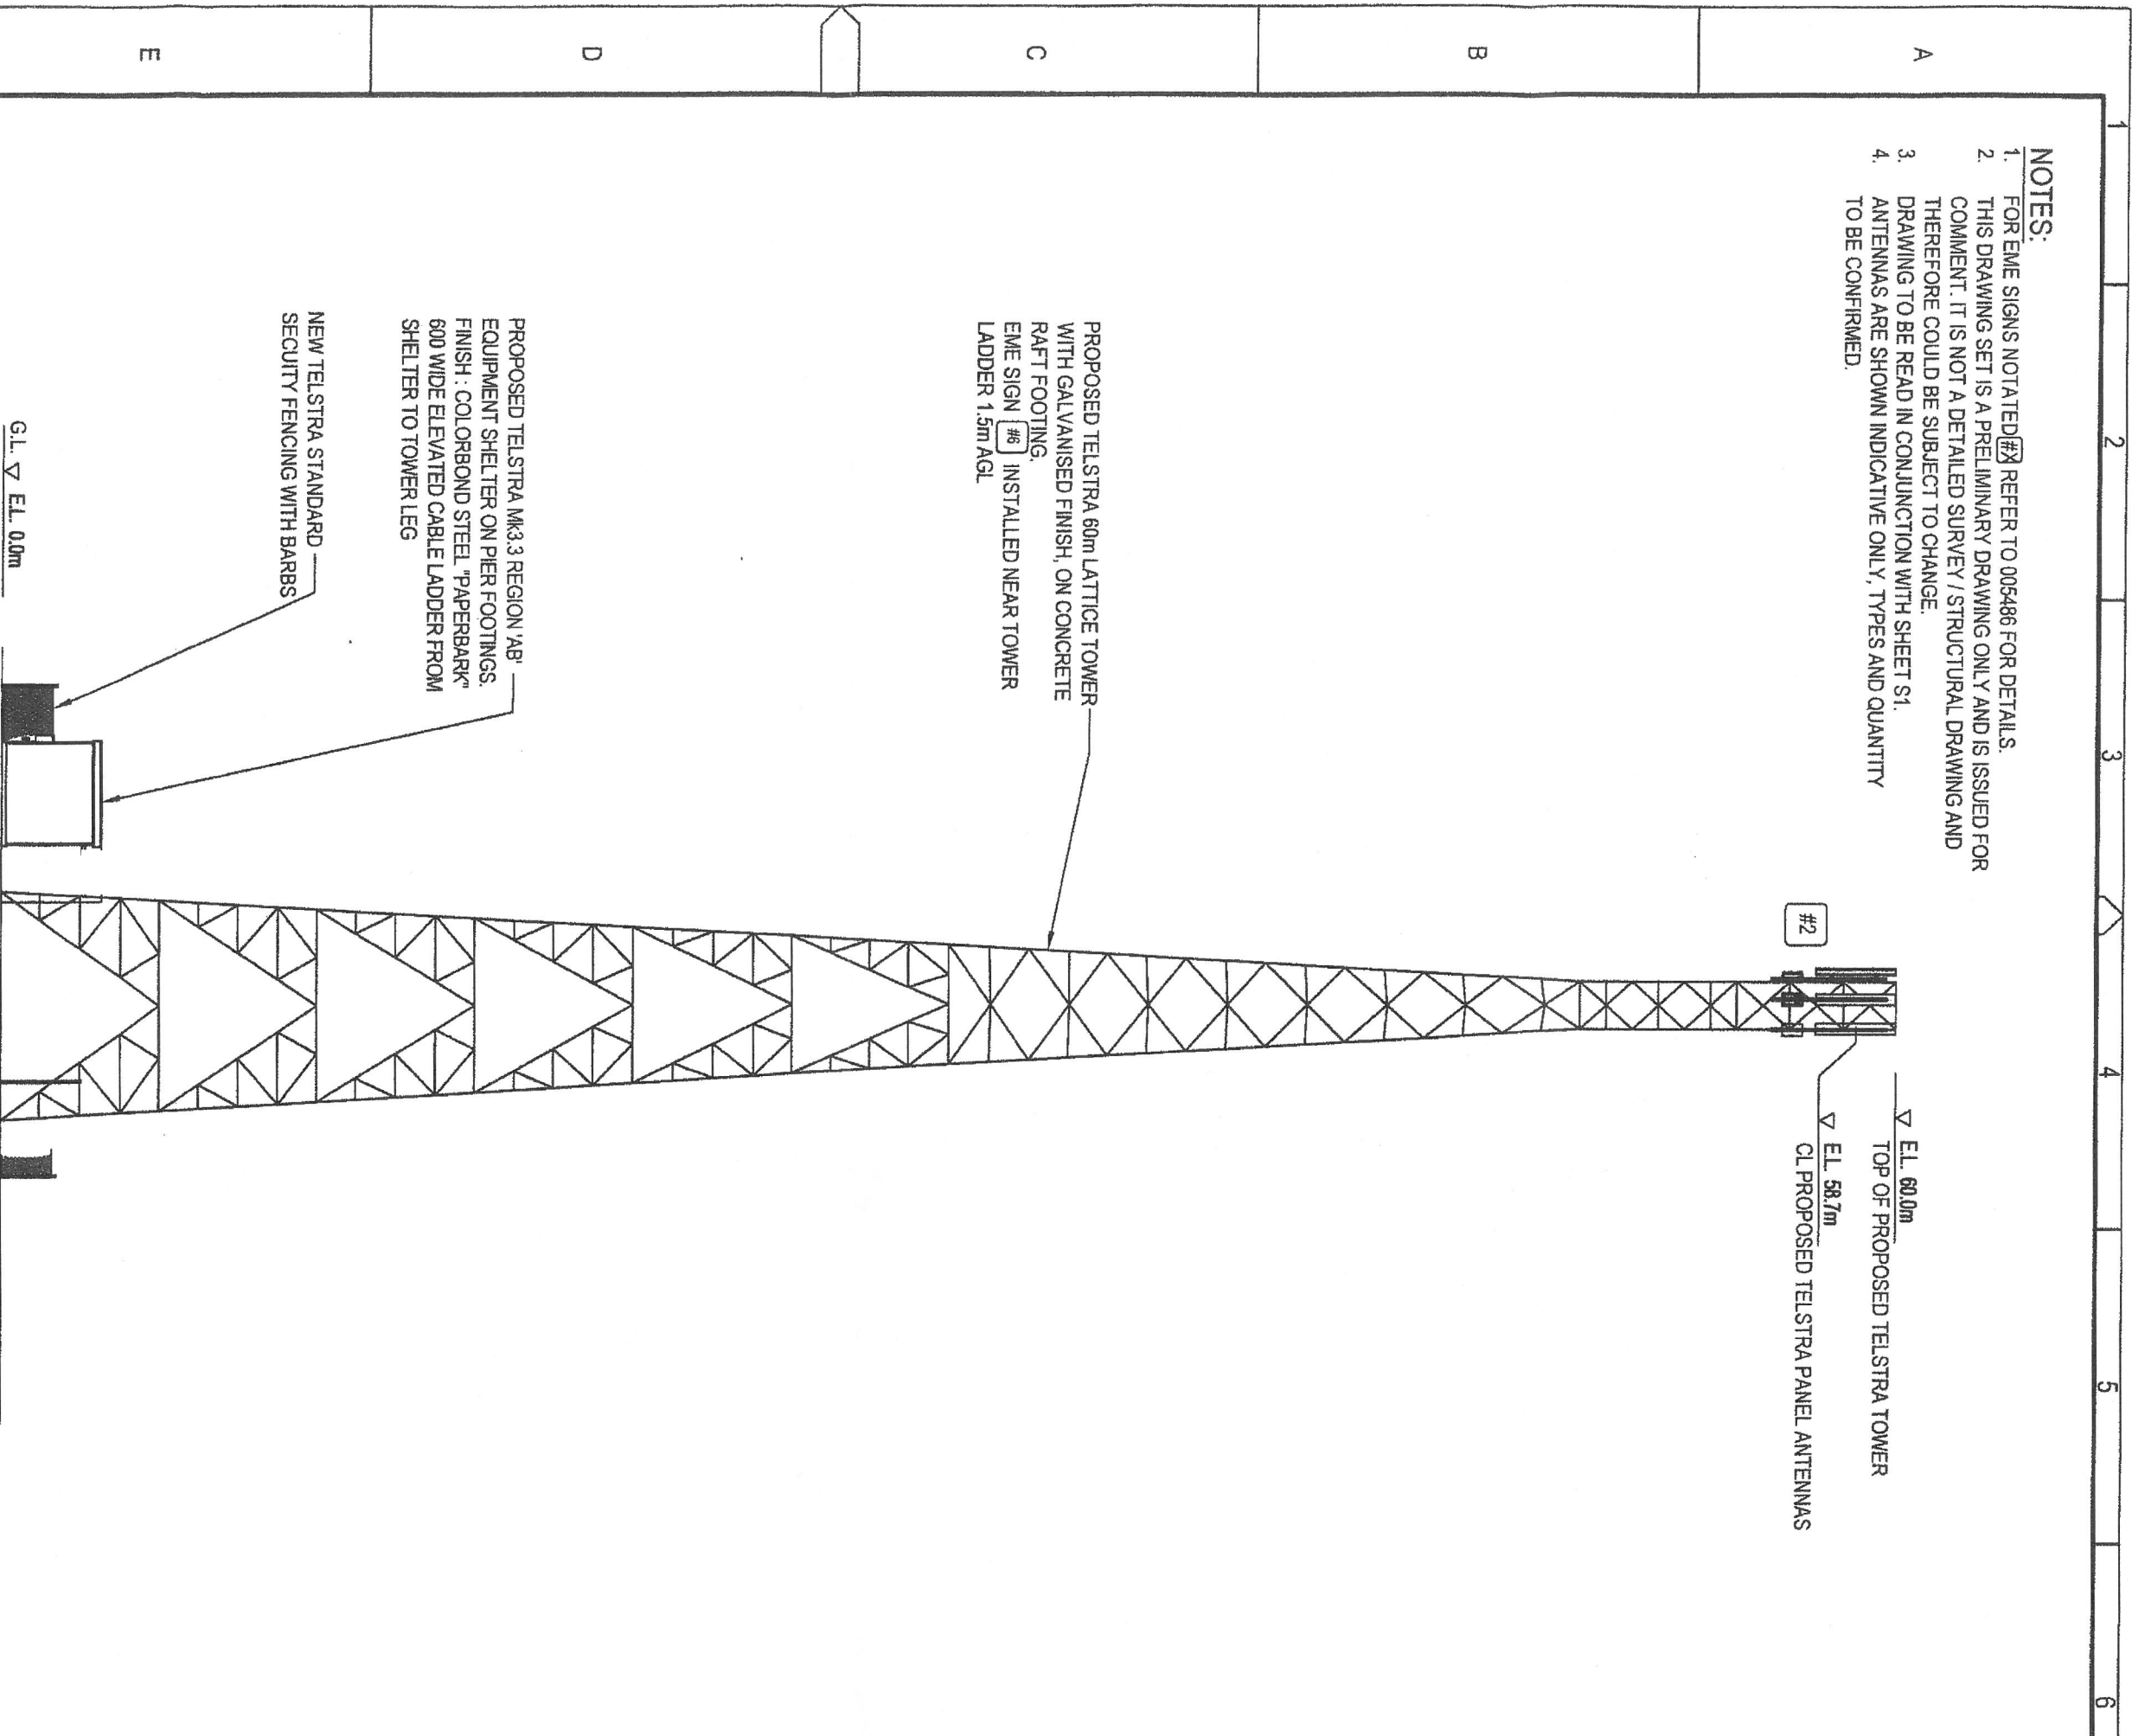 1
2
3
4
5
6
A
B
C
D
E
NOTES:
1. FOR EME SIGNS NOTATED #X REFER TO 005486 FOR DETAILS.
2. THIS DRAWING SET IS A PRELIMINARY DRAWING ONLY AND IS ISSUED FOR
COMMENT. IT IS NOT A DETAILED SURVEY / STRUCTURAL DRAWING AND
THEREFORE COULD BE SUBJECT TO CHANGE.
3. DRAWING TO BE READ IN CONJUNCTION WITH SHEET S1.
4. ANTENNAS ARE SHOWN INDICATIVE ONLY, TYPES AND QUANTITY
TO BE CONFIRMED.
E.L. 60.0m
TOP OF PROPOSED TELSTRA TOWER
E.L. 58.7m
CL PROPOSED TELSTRA PANEL ANTENNAS
#2
PROPOSED TELSTRA 60m LATTICE TOWER
WITH GALVANISED FINISH, ON CONCRETE
RAFT FOOTING.
EME SIGN #6 INSTALLED NEAR TOWER
LADDER 1.5m AGL
PROPOSED TELSTRA Mk3.3 REGION 'AB'
EQUIPMENT SHELTER ON PIER FOOTINGS.
FINISH : COLORBOND STEEL "PAPERBARK"
600 WIDE ELEVATED CABLE LADDER FROM
SHELTER TO TOWER LEG
NEW TELSTRA STANDARD
SECUITY FENCING WITH BARBS
G.L. E.L. 0.0m